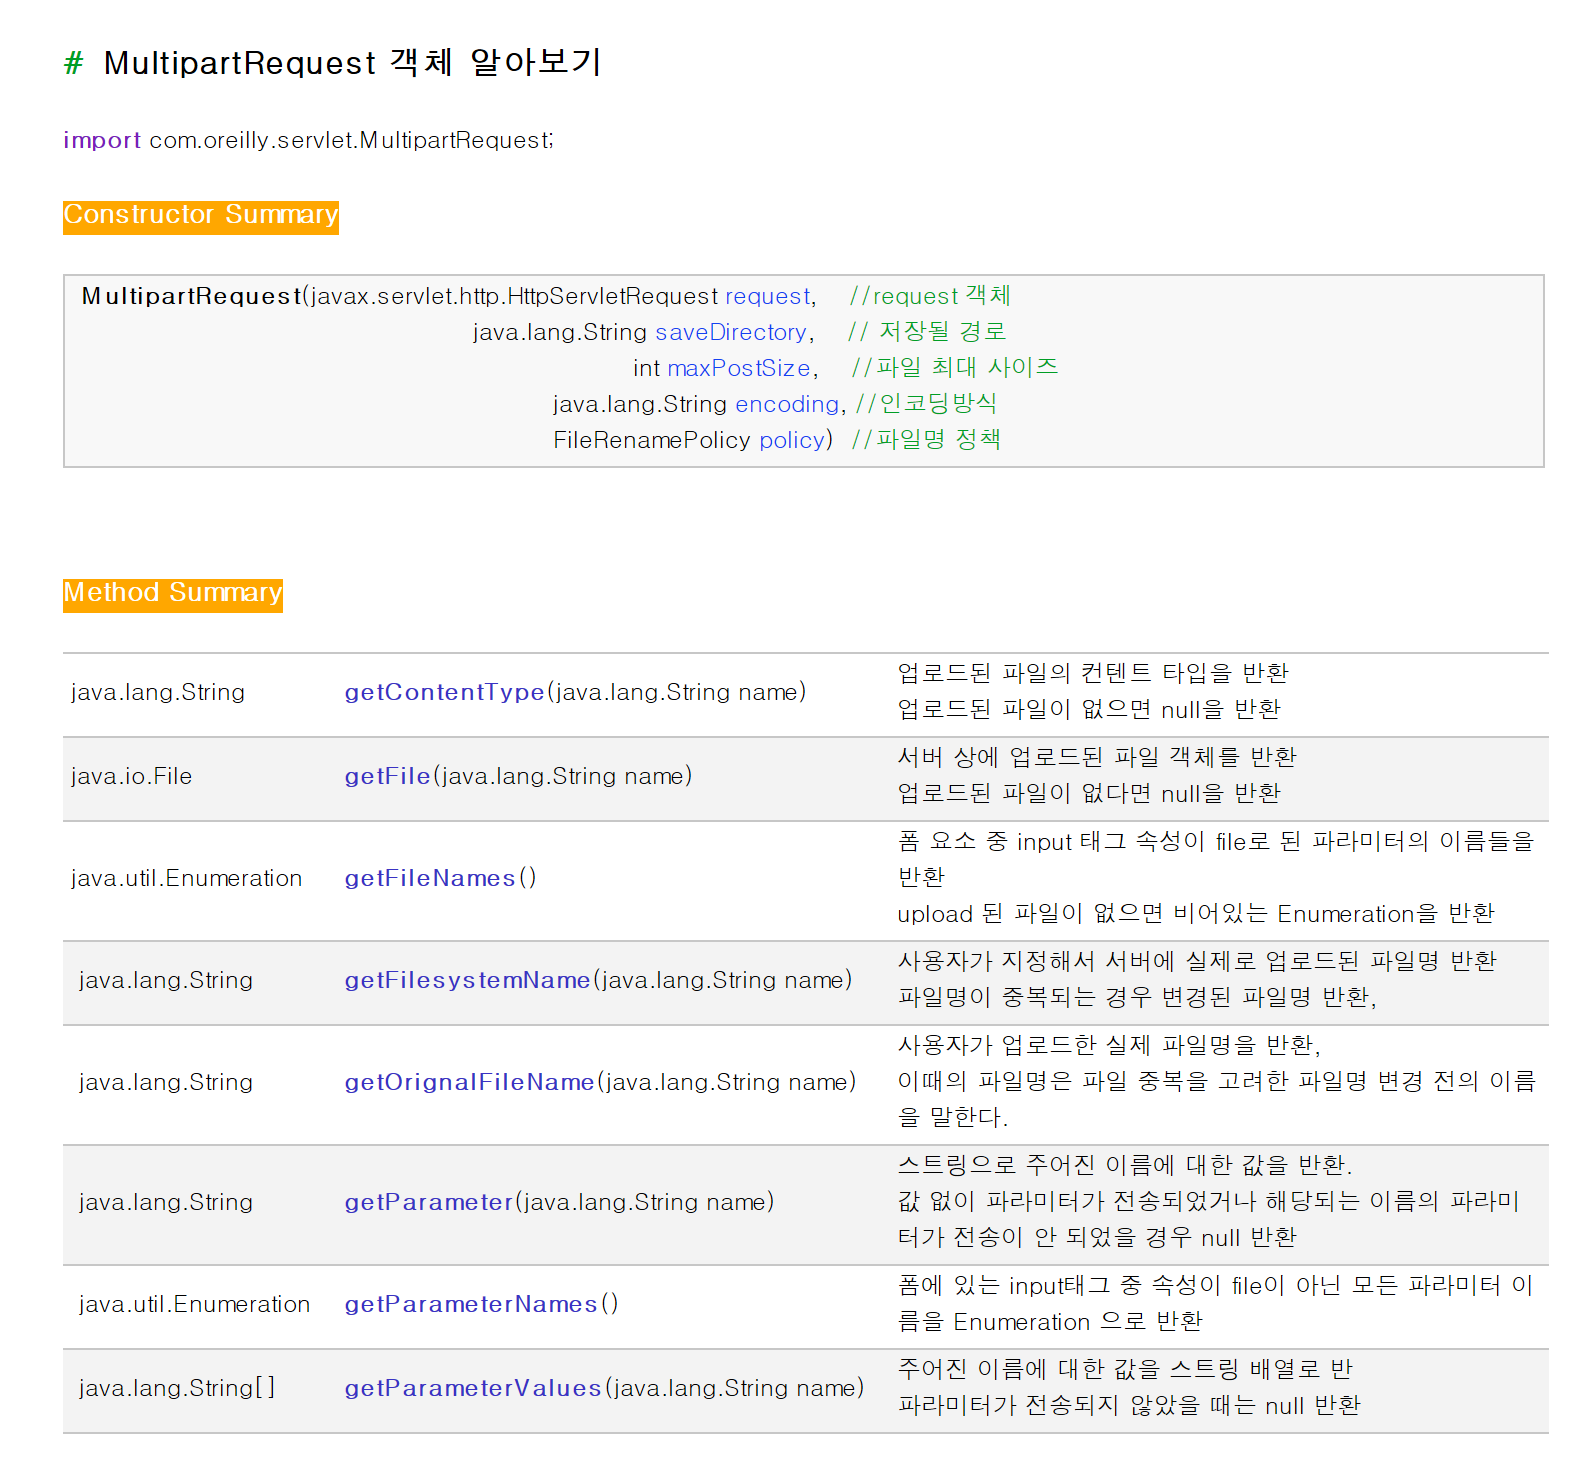 # MultipartRequest 객체 알아보기
import com.oreilly.servlet.MultipartRequest;
Constructor Summary
MultipartRequest(javax.servlet.http.HttpServletRequest request, //request 객체
java.lang.String saveDirectory, // 저장될 경로
int maxPostSize, //파일 최대 사이즈
java.lang.String encoding, //인코딩방식
FileRenamePolicy policy) //파일명 정책
Method Summary
java.lang.String getContentType(java.lang.String name) 업로드된 파일의 컨텐트 타입을 반환
업로드된 파일이 없으면 null을 반환
java.io.File getFile(java.lang.String name) 서버 상에 업로드된 파일 객체를 반환
업로드된 파일이 없다면 null을 반환
java.util.Enumeration getFileNames() 폼 요소 중 input 태그 속성이 file로 된 파라미터의 이름들을
반환
upload 된 파일이 없으면 비어있는 Enumeration을 반환
java.lang.String getFilesystemName(java.lang.String name) 사용자가 지정해서 서버에 실제로 업로드된 파일명 반환
파일명이 중복되는 경우 변경된 파일명 반환,
java.lang.String getOrignalFileName(java.lang.String name) 사용자가 업로드한 실제 파일명을 반환,
이때의 파일명은 파일 중복을 고려한 파일명 변경 전의 이름
을 말한다.
java.lang.String getParameter(java.lang.String name) 스트링으로 주어진 이름에 대한 값을 반환.
값 없이 파라미터가 전송되었거나 해당되는 이름의 파라미
터가 전송이 안 되었을 경우 null 반환
java.util.Enumeration getParameterNames() 폼에 있는 input태그 중 속성이 file이 아닌 모든 파라미터 이
름을 Enumeration 으로 반환
java.lang.String[] getParameterValues(java.lang.String name) 주어진 이름에 대한 값을 스트링 배열로 반
파라미터가 전송되지 않았을 때는 null 반환